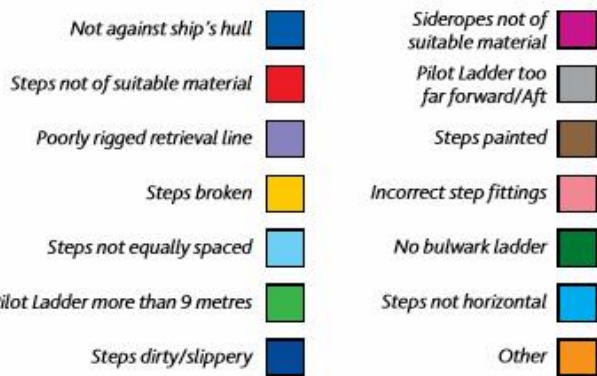 Not against ship's hull
Steps not of suitable material
Poorly rigged retrieval line
Steps broken
Steps not equally spaced
ilot Ladder more than 9 metres
Steps dirty/slippery
Sideropes not of
suitable material
Pilot Ladder too
far forward/Aft
Steps painted
Incorrect step fittings
No bulwark ladder
Steps not horizontal
Other